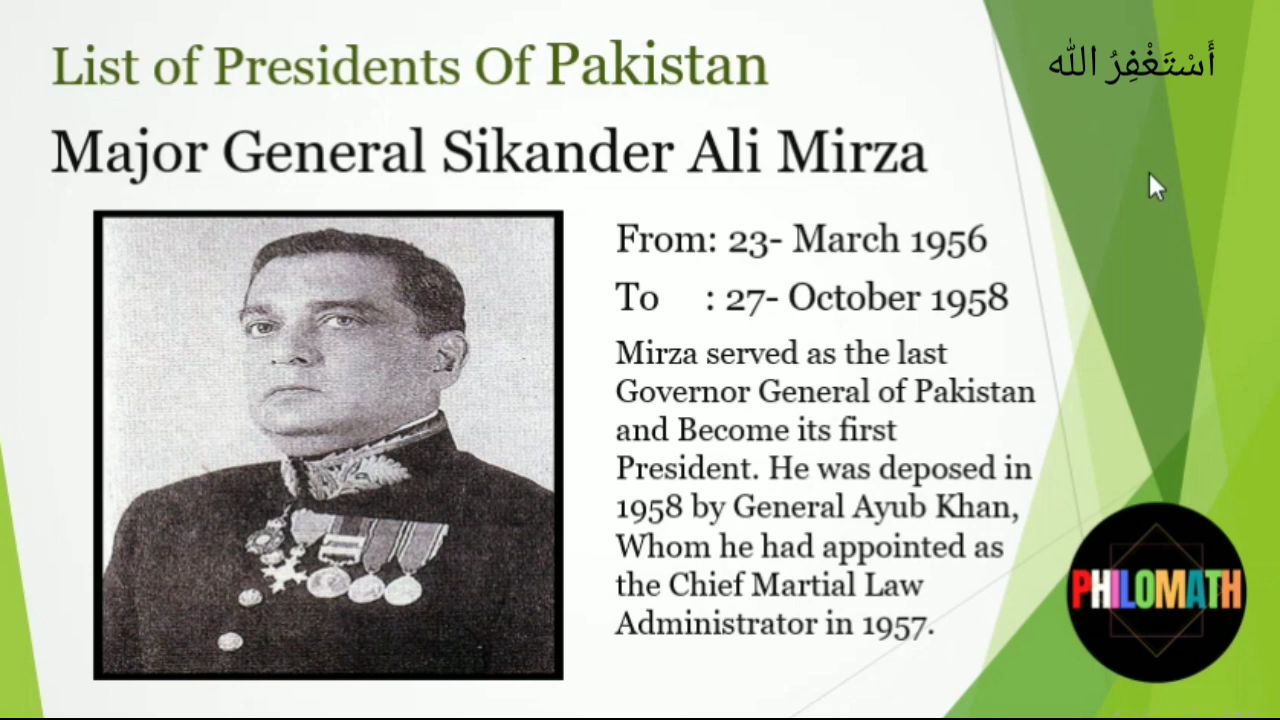 List of Presidents Of Pakistan
أَسْتَغْفِرُ الله
Major General Sikander Ali Mirza
From: 23- March 1956
To : 27- October 1958
Mirza served as the last
Governor General of Pakistan
and Become its first
President. He was deposed in
1958 by General Ayub Khan,
Whom he had appointed as
the Chief Martial Law
Administrator in 1957.
PHILOMATH